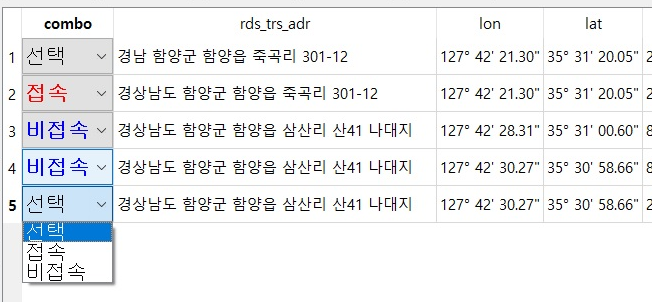 combo rds_trs_adr lon lat
1 선택 경남 함양군 함양읍 죽곡리 301-12 127° 42' 21.30" 35° 31' 20.05" 2
2 접속 경상남도 함양군 함양읍 죽곡리 301-12 127° 42' 21.30" 35° 31' 20.05" 2
3 비접속 경상남도 함양군 함양읍 삼산리 산41 나대지 127° 42' 28.31" 35° 31' 00.60" 8
4 비접속 경상남도 함양군 함양읍 삼산리 산41 나대지 127° 42' 30.27" 35° 30' 58.66" 8
5 선택 경상남도 함양군 함양읍 삼산리 산41 나대지 127° 42' 30.27" 35° 30' 58.66" 2
선택
접속
비접속